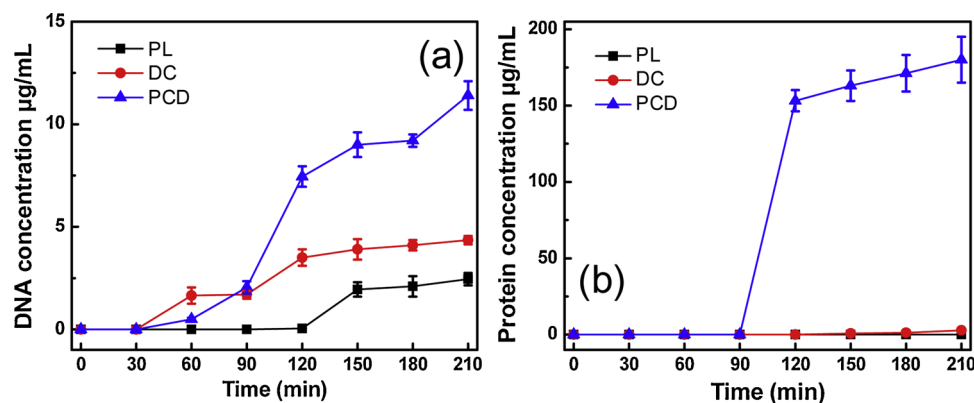 (a)
PL
DC
PCD
DNA concentration µg/mL
15
10
5
0
0 30 60 90 120 150 180 210
Time (min)
(b)
PL
DC
PCD
Protein concentration µg/mL
200
150
100
50
0
0 30 60 90 120 150 180 210
Time (min)